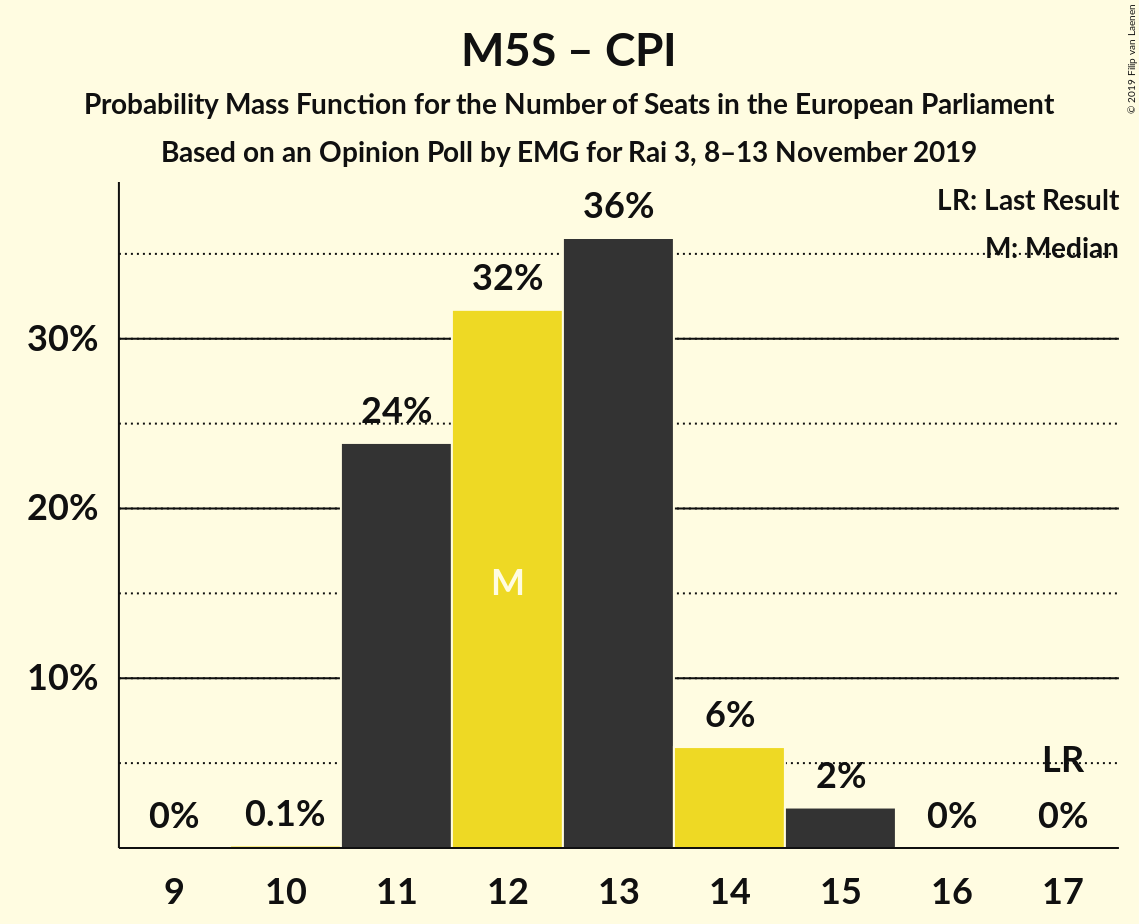 M5S – CPI
Probability Mass Function for the Number of Seats in the European Parliament
Based on an Opinion Poll by EMG for Rai 3, 8–13 November 2019
© 2019 Filip van Laenen
LR: Last Result
M: Median
36%
32%
24%
30%
20%
M
10%
6%
2%
LR
0%
0.1%
0%
0%
9
10
11
12
13
14
15
16
17